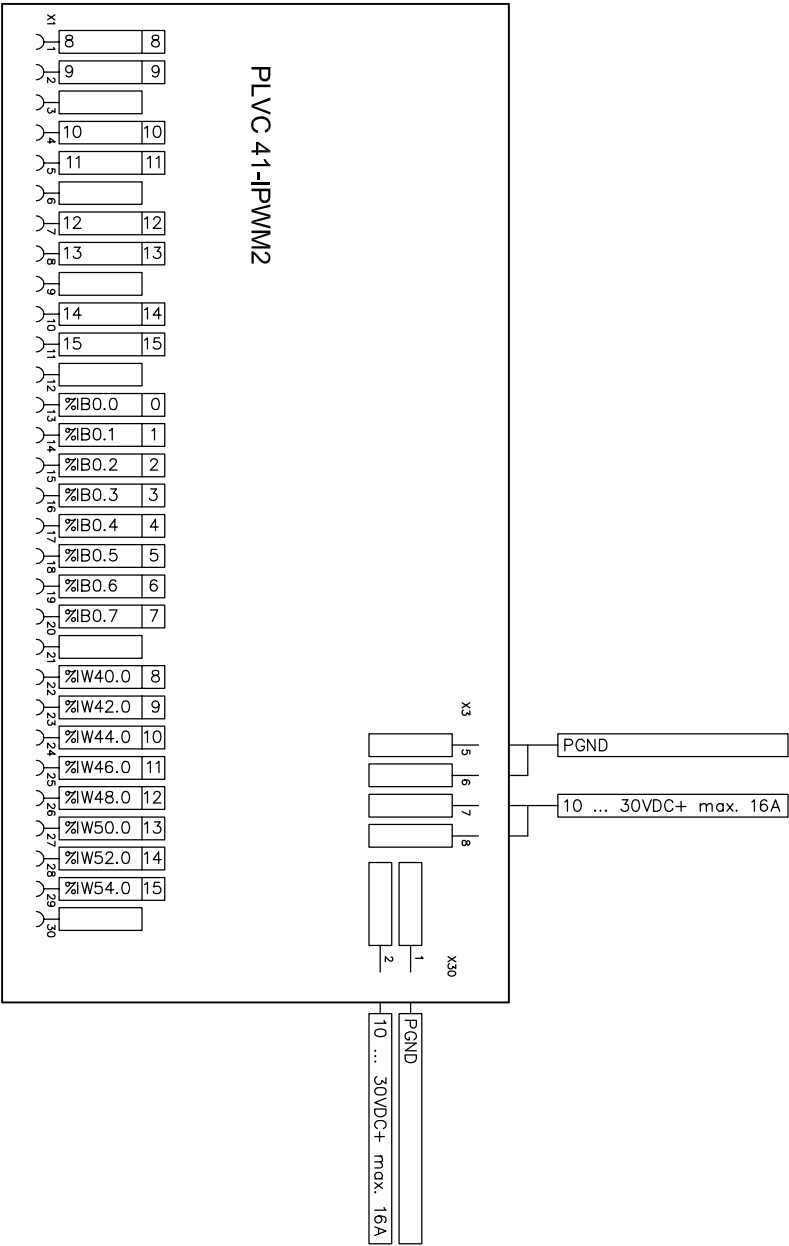 PLVC 41-IPWM2
X1
1 8 8
2 9 9
3
4 10 10
5 11 11
6
7 12 12
8 13 13
9
10 14 14
11 15 15
12
13 %IB0.0 0
14 %IB0.1 1
15 %IB0.2 2
16 %IB0.3 3
17 %IB0.4 4
18 %IB0.5 5
19 %IB0.6 6
20 %IB0.7 7
21
22 %IW40.0 8
23 %IW42.0 9
24 %IW44.0 10
25 %IW46.0 11
26 %IW48.0 12
27 %IW50.0 13
28 %IW52.0 14
29 %IW54.0 15
30
X3
5 PGND
6
7 10 ... 30VDC+ max. 16A
8
X30
1 PGND
2 10 ... 30VDC+ max. 16A